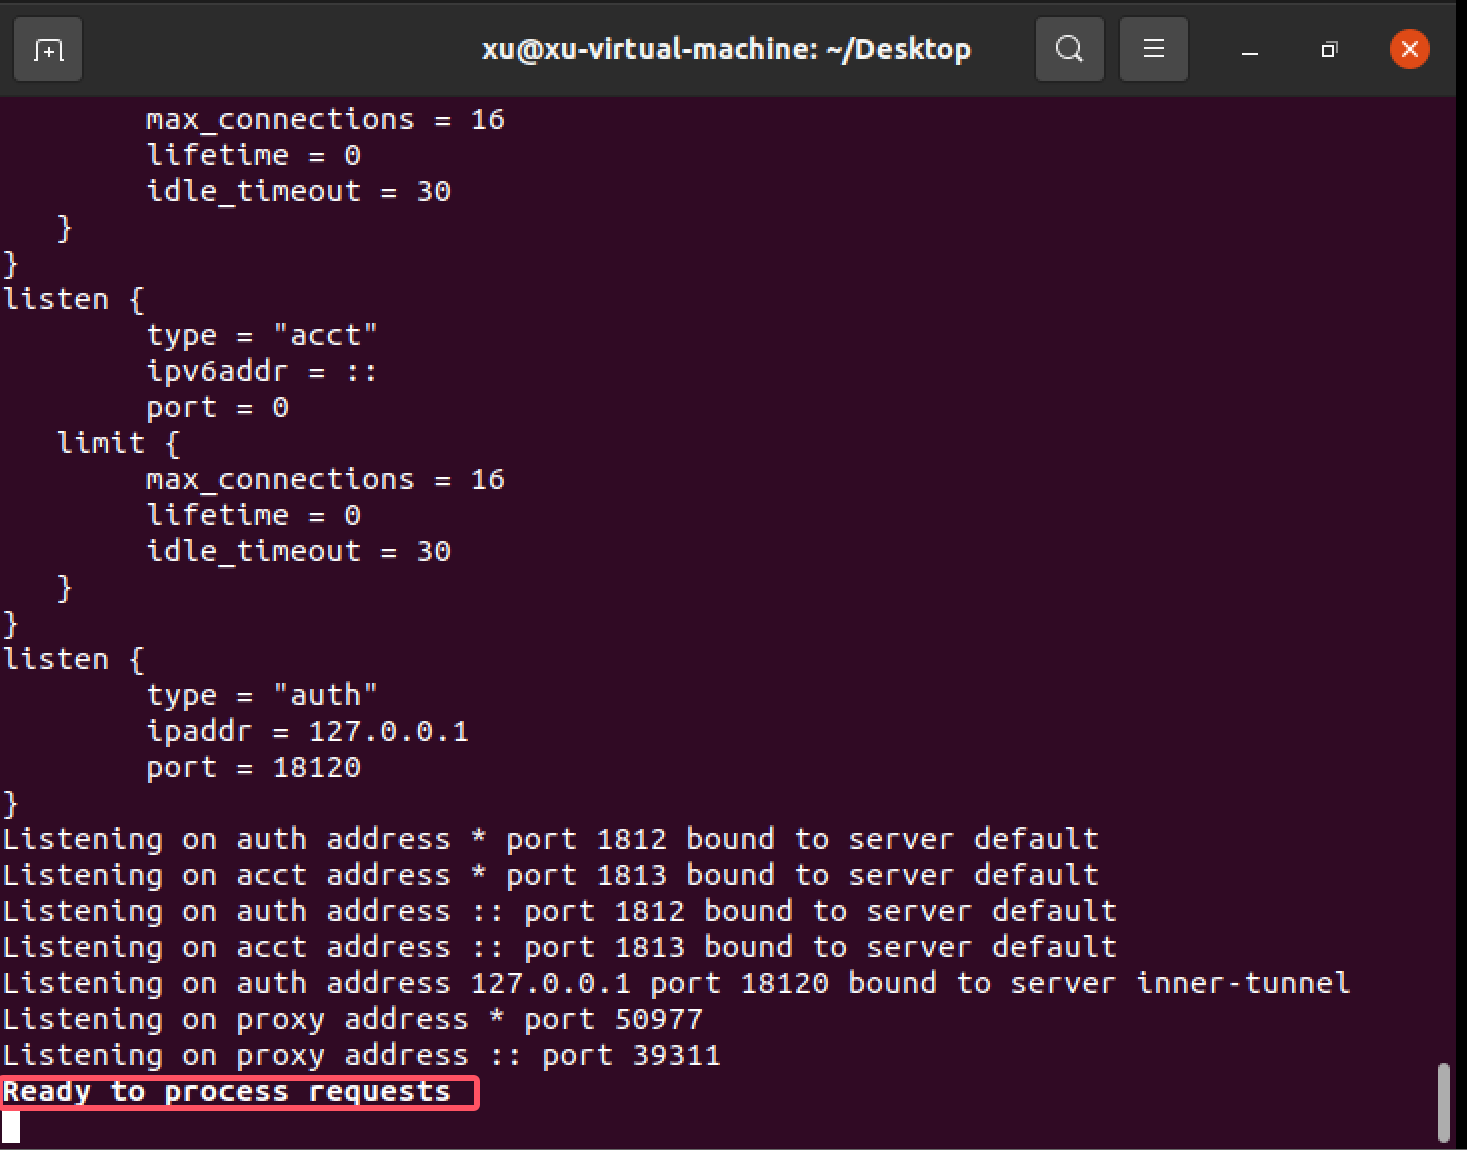 xu@xu-virtual-machine: ~/Desktop
max_connections = 16
lifetime = 0
idle_timeout = 30
}
}
listen {
type = "acct"
ipv6addr = ::
port = 0
limit {
max_connections = 16
lifetime = 0
idle_timeout = 30
}
}
listen {
type = "auth"
ipaddr = 127.0.0.1
port = 18120
}
Listening on auth address * port 1812 bound to server default
Listening on acct address * port 1813 bound to server default
Listening on auth address :: port 1812 bound to server default
Listening on acct address :: port 1813 bound to server default
Listening on auth address 127.0.0.1 port 18120 bound to server inner-tunnel
Listening on proxy address * port 50977
Listening on proxy address :: port 39311
Ready to process requests